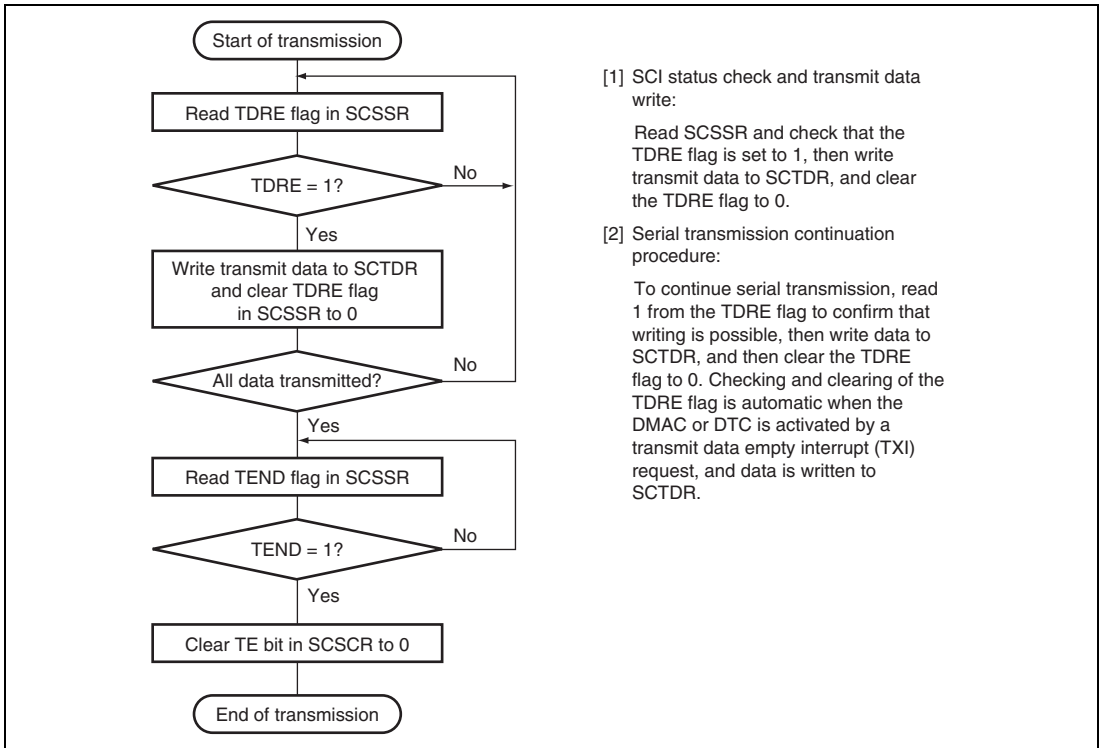 Start of transmission
Read TDRE flag in SCSSR
No
TDRE = 1?
Yes
Write transmit data to SCTDR
and clear TDRE flag
in SCSSR to 0
No
All data transmitted?
Yes
Read TEND flag in SCSSR
No
TEND = 1?
Yes
Clear TE bit in SCSCR to 0
End of transmission
[1] SCI status check and transmit data
write:
Read SCSSR and check that the
TDRE flag is set to 1, then write
transmit data to SCTDR, and clear
the TDRE flag to 0.
[2] Serial transmission continuation
procedure:
To continue serial transmission, read
1 from the TDRE flag to confirm that
writing is possible, then write data to
SCTDR, and then clear the TDRE
flag to 0. Checking and clearing of the
TDRE flag is automatic when the
DMAC or DTC is activated by a
transmit data empty interrupt (TXI)
request, and data is written to
SCTDR.